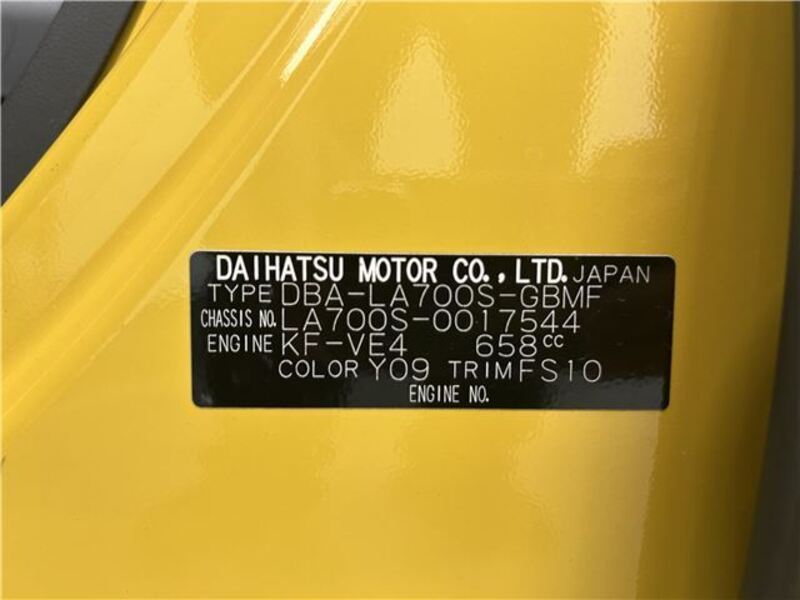 DAIHATSU MOTOR CO., LTD. JAPAN
TYPE DBA-LA700S-GBMF
CHASSIS NO. LA700S-0017544
ENGINE KF-VE4 658cc
COLOR Y09 TRIM FS10
ENGINE NO.